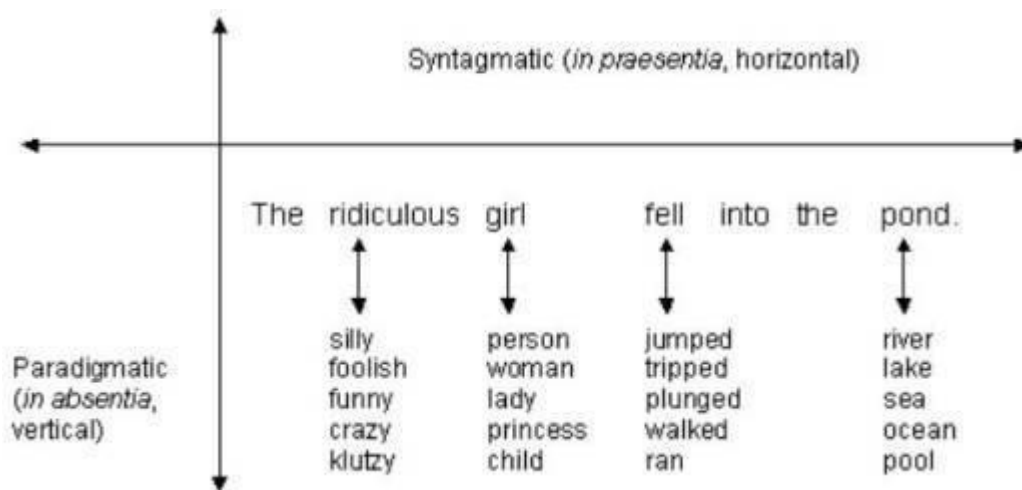 Syntagmatic (in praesentia, horizontal)
The ridiculous girl fell into the pond.
silly person jumped river
foolish woman tripped lake
funny lady plunged sea
crazy princess walked ocean
klutzy child ran pool
Paradigmatic
(in absentia,
vertical)